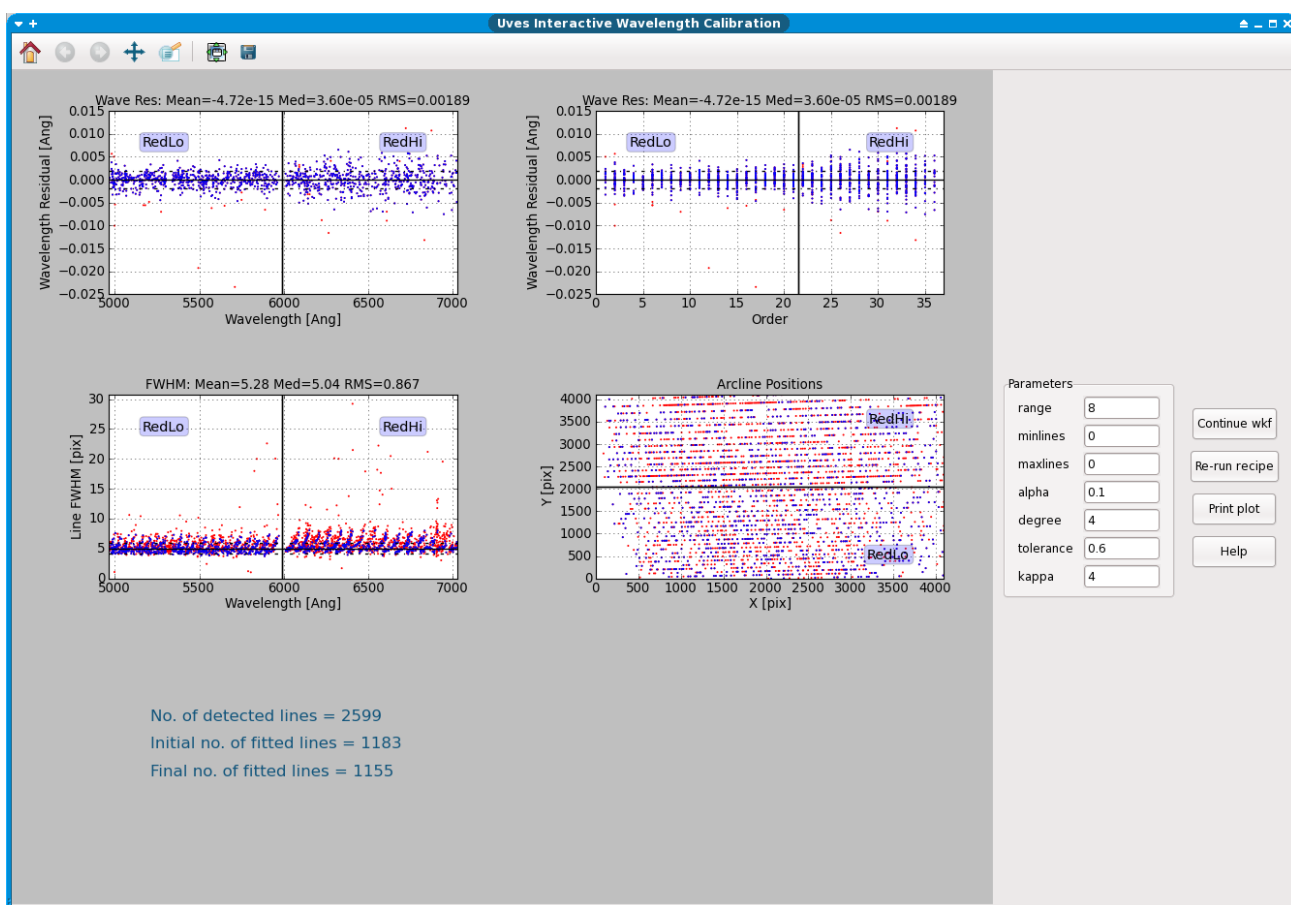 Uves Interactive Wavelength Calibration
Wave Res: Mean=-4.72e-15 Med=3.60e-05 RMS=0.00189
0.015
0.010
0.005
0.000
−0.005
−0.010
−0.015
−0.020
−0.025
Wavelength Residual [Ang]
RedLo
RedHi
5000 5500 6000 6500 7000
Wavelength [Ang]
Wave Res: Mean=-4.72e-15 Med=3.60e-05 RMS=0.00189
0.015
0.010
0.005
0.000
−0.005
−0.010
−0.015
−0.020
−0.025
Wavelength Residual [Ang]
RedLo
RedHi
0 5 10 15 20 25 30 35
Order
FWHM: Mean=5.28 Med=5.04 RMS=0.867
30
25
20
15
10
5
0
Line FWHM [pix]
RedLo
RedHi
5000 5500 6000 6500 7000
Wavelength [Ang]
Arcline Positions
4000
3500
3000
2500
2000
1500
1000
500
0
Y [pix]
RedHi
RedLo
0 500 1000 1500 2000 2500 3000 3500 4000
X [pix]
Parameters
range 8
minlines 0
maxlines 0
alpha 0.1
degree 4
tolerance 0.6
kappa 4
Continue wkf
Re-run recipe
Print plot
Help
No. of detected lines = 2599
Initial no. of fitted lines = 1183
Final no. of fitted lines = 1155